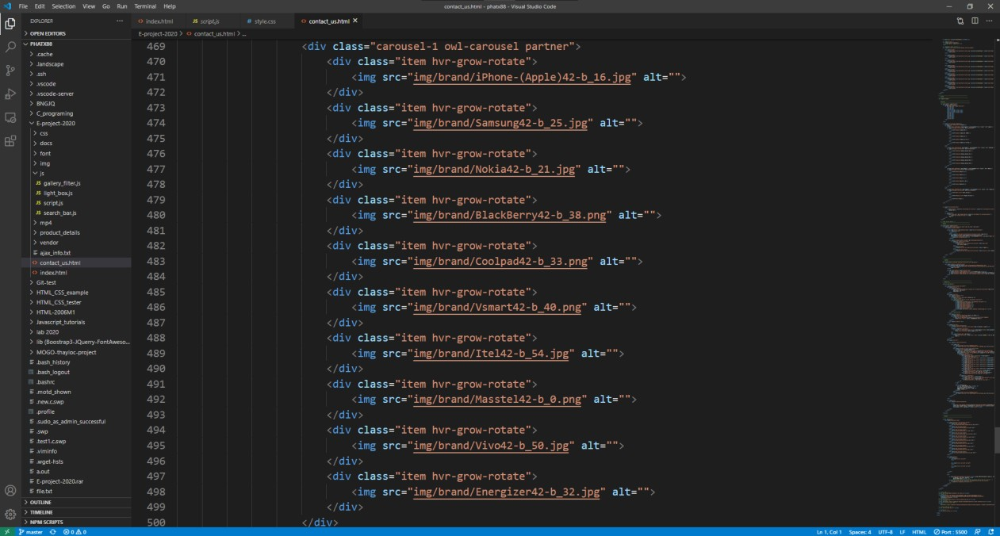 File Edit Selection View Go Run Terminal Help
contact_us.html - phatx88 - Visual Studio Code
EXPLORER ···
index.html JS script.js # style.css contact_us.html
E-project-2020 > contact_us.html > ...
OPEN EDITORS
PHATX88
.cache
.landscape
.ssh
.vscode
.vscode-server
BNGJQ
C_programing
E-project-2020
css
docs
font
img
js
JS gallery_filter.js
JS light_box.js
JS script.js
JS search_bar.js
mp4
product_details
vendor
ajax_info.txt
contact_us.html
index.html
Git-test
HTML_CSS_example
HTML_CSS_tester
HTML-2006M1
Javascript_tutorials
lab 2020
lib (Boostrap3-JQuerry-FontAweso...
MOGO-thayloc-project
.bash_history
.bash_logout
.bashrc
.motd_shown
.new.c.swp
.profile
.sudo_as_admin_successful
.swp
.test1.c.swp
.viminfo
.wget-hsts
a.out
E-project-2020.rar
file.txt
OUTLINE
TIMELINE
NPM SCRIPTS
469 <div class="carousel-1 owl-carousel partner">
470 <div class="item hvr-grow-rotate">
471 <img src="img/brand/iPhone-(Apple)42-b_16.jpg" alt="">
472 </div>
473 <div class="item hvr-grow-rotate">
474 <img src="img/brand/Samsung42-b_25.jpg" alt="">
475 </div>
476 <div class="item hvr-grow-rotate">
477 <img src="img/brand/Nokia42-b_21.jpg" alt="">
478 </div>
479 <div class="item hvr-grow-rotate">
480 <img src="img/brand/BlackBerry42-b_38.png" alt="">
481 </div>
482 <div class="item hvr-grow-rotate">
483 <img src="img/brand/Coolpad42-b_33.png" alt="">
484 </div>
485 <div class="item hvr-grow-rotate">
486 <img src="img/brand/Vsmart42-b_40.png" alt="">
487 </div>
488 <div class="item hvr-grow-rotate">
489 <img src="img/brand/Itel42-b_54.jpg" alt="">
490 </div>
491 <div class="item hvr-grow-rotate">
492 <img src="img/brand/Masstel42-b_0.png" alt="">
493 </div>
494 <div class="item hvr-grow-rotate">
495 <img src="img/brand/Vivo42-b_50.jpg" alt="">
496 </div>
497 <div class="item hvr-grow-rotate">
498 <img src="img/brand/Energizer42-b_32.jpg" alt="">
499 </div>
500 </div>
master 0 0 Ln 1, Col 1 Spaces: 4 UTF-8 LF HTML Port : 5500